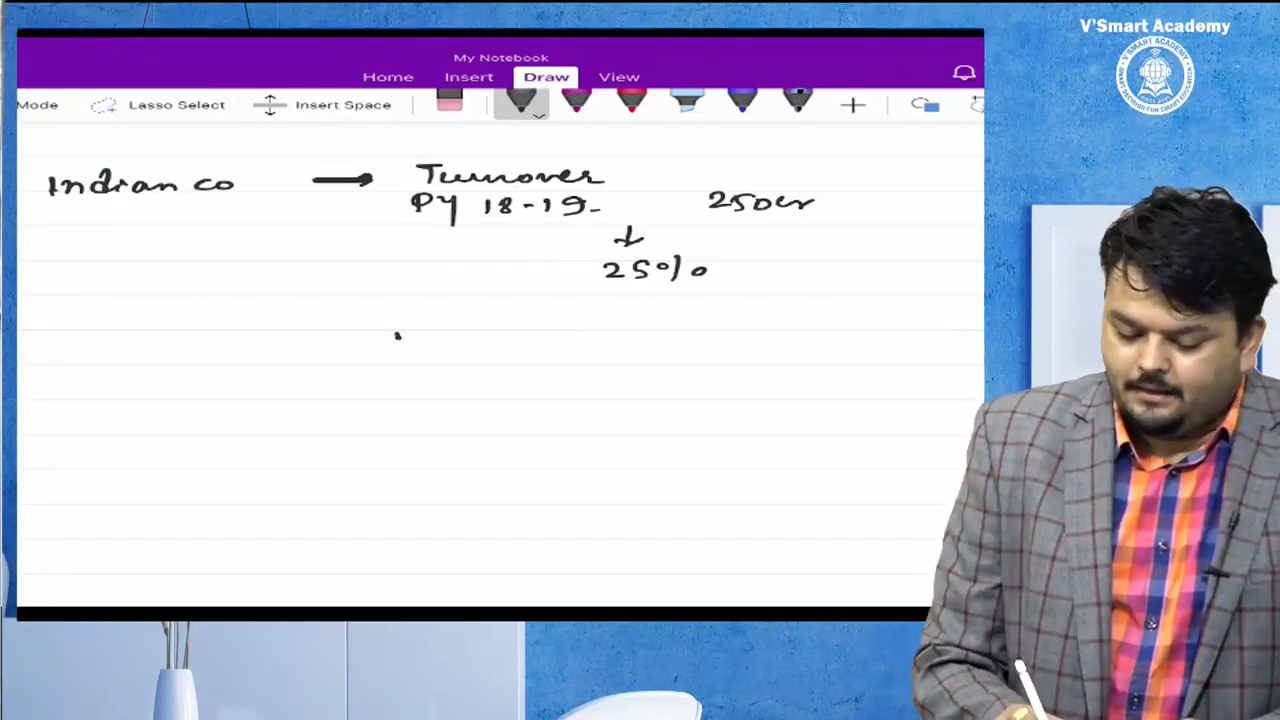 V'Smart Academy
My Notebook
Home Insert Draw View
Mode Lasso Select Insert Space
Indian co → Turnover
PY 18-19- 250cr
↓
25%